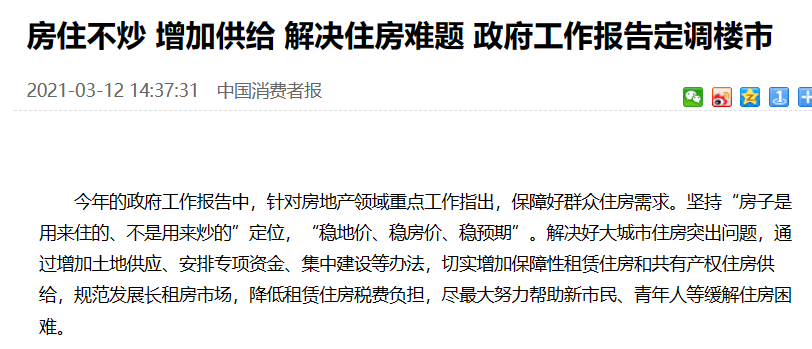 房住不炒 增加供给 解决住房难题 政府工作报告定调楼市
2021-03-12 14:37:31 中国消费者报
今年的政府工作报告中，针对房地产领域重点工作指出，保障好群众住房需求。坚持“房子是
用来住的、不是用来炒的”定位，“稳地价、稳房价、稳预期”。解决好大城市住房突出问题，通
过增加土地供应、安排专项资金、集中建设等办法，切实增加保障性租赁住房和共有产权住房供
给，规范发展长租房市场，降低租赁住房税费负担，尽最大努力帮助新市民、青年人等缓解住房困
难。